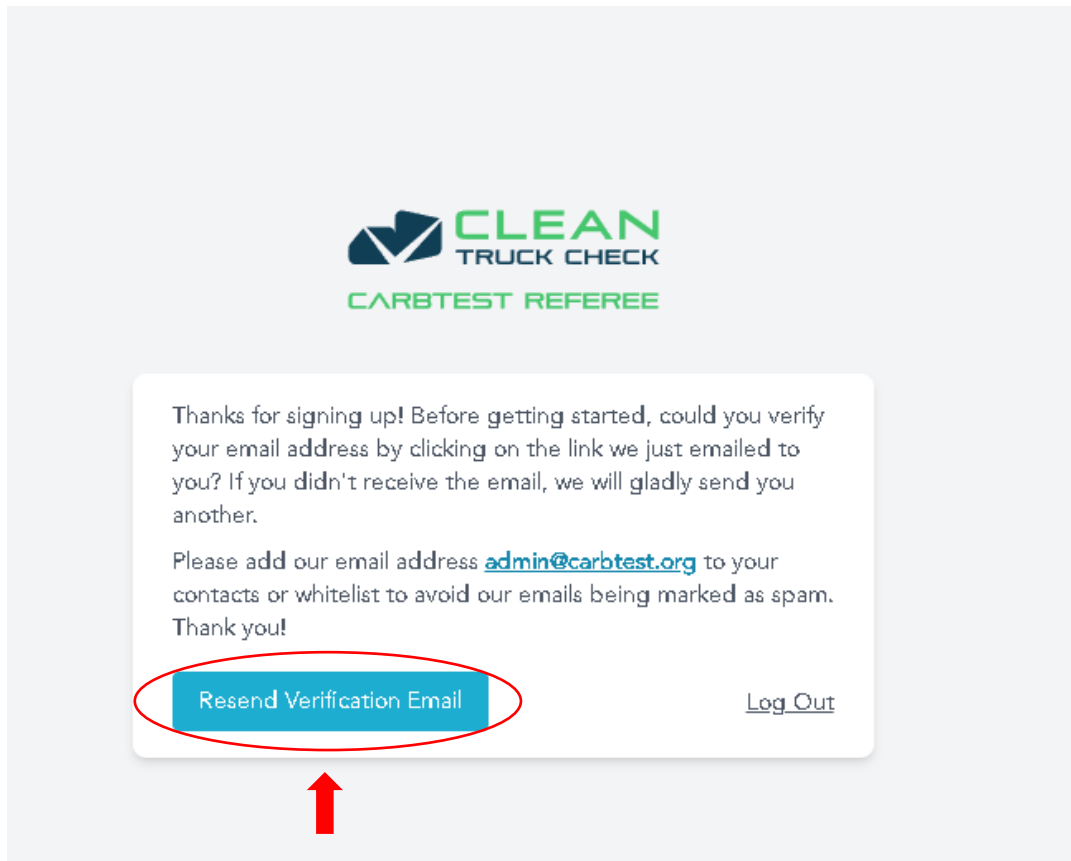 CLEAN
TRUCK CHECK
CARBTEST REFEREE
Thanks for signing up! Before getting started, could you verify
your email address by clicking on the link we just emailed to
you? If you didn't receive the email, we will gladly send you
another.
Please add our email address admin@carbtest.org to your
contacts or whitelist to avoid our emails being marked as spam.
Thank you!
Resend Verification Email
Log Out